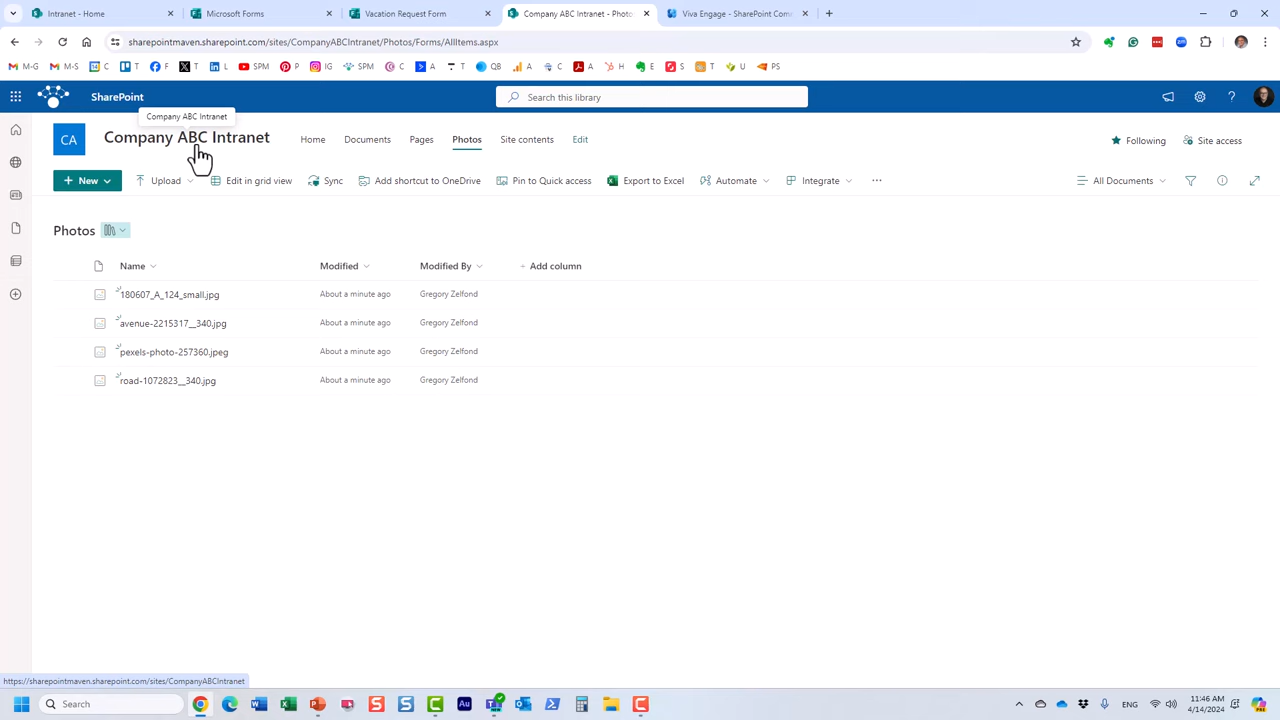 Intranet - Home
Microsoft Forms
Vacation Request Form
Company ABC Intranet - Photo
Viva Engage - SharePoint Com
sharepointmaven.sharepoint.com/sites/CompanyABCIntranet/Photos/Forms/AllItems.aspx
M-G
M-S
C
T
F
T
L
SPM
P
IG
SPM
C
A
T
QB
A
C
A
H
E
S
T
U
PS
SharePoint
Search this library
Company ABC Intranet
CA
Company ABC Intranet
Home
Documents
Pages
Photos
Site contents
Edit
Following
Site access
New
Upload
Edit in grid view
Sync
Add shortcut to OneDrive
Pin to Quick access
Export to Excel
Automate
Integrate
All Documents
Photos
Name
Modified
Modified By
Add column
180607_A_124_small.jpg
About a minute ago
Gregory Zelfond
avenue-2215317__340.jpg
About a minute ago
Gregory Zelfond
pexels-photo-257360.jpeg
About a minute ago
Gregory Zelfond
road-1072823__340.jpg
About a minute ago
Gregory Zelfond
https://sharepointmaven.sharepoint.com/sites/CompanyABCIntranet
Search
ENG
11:46 AM
4/14/2024